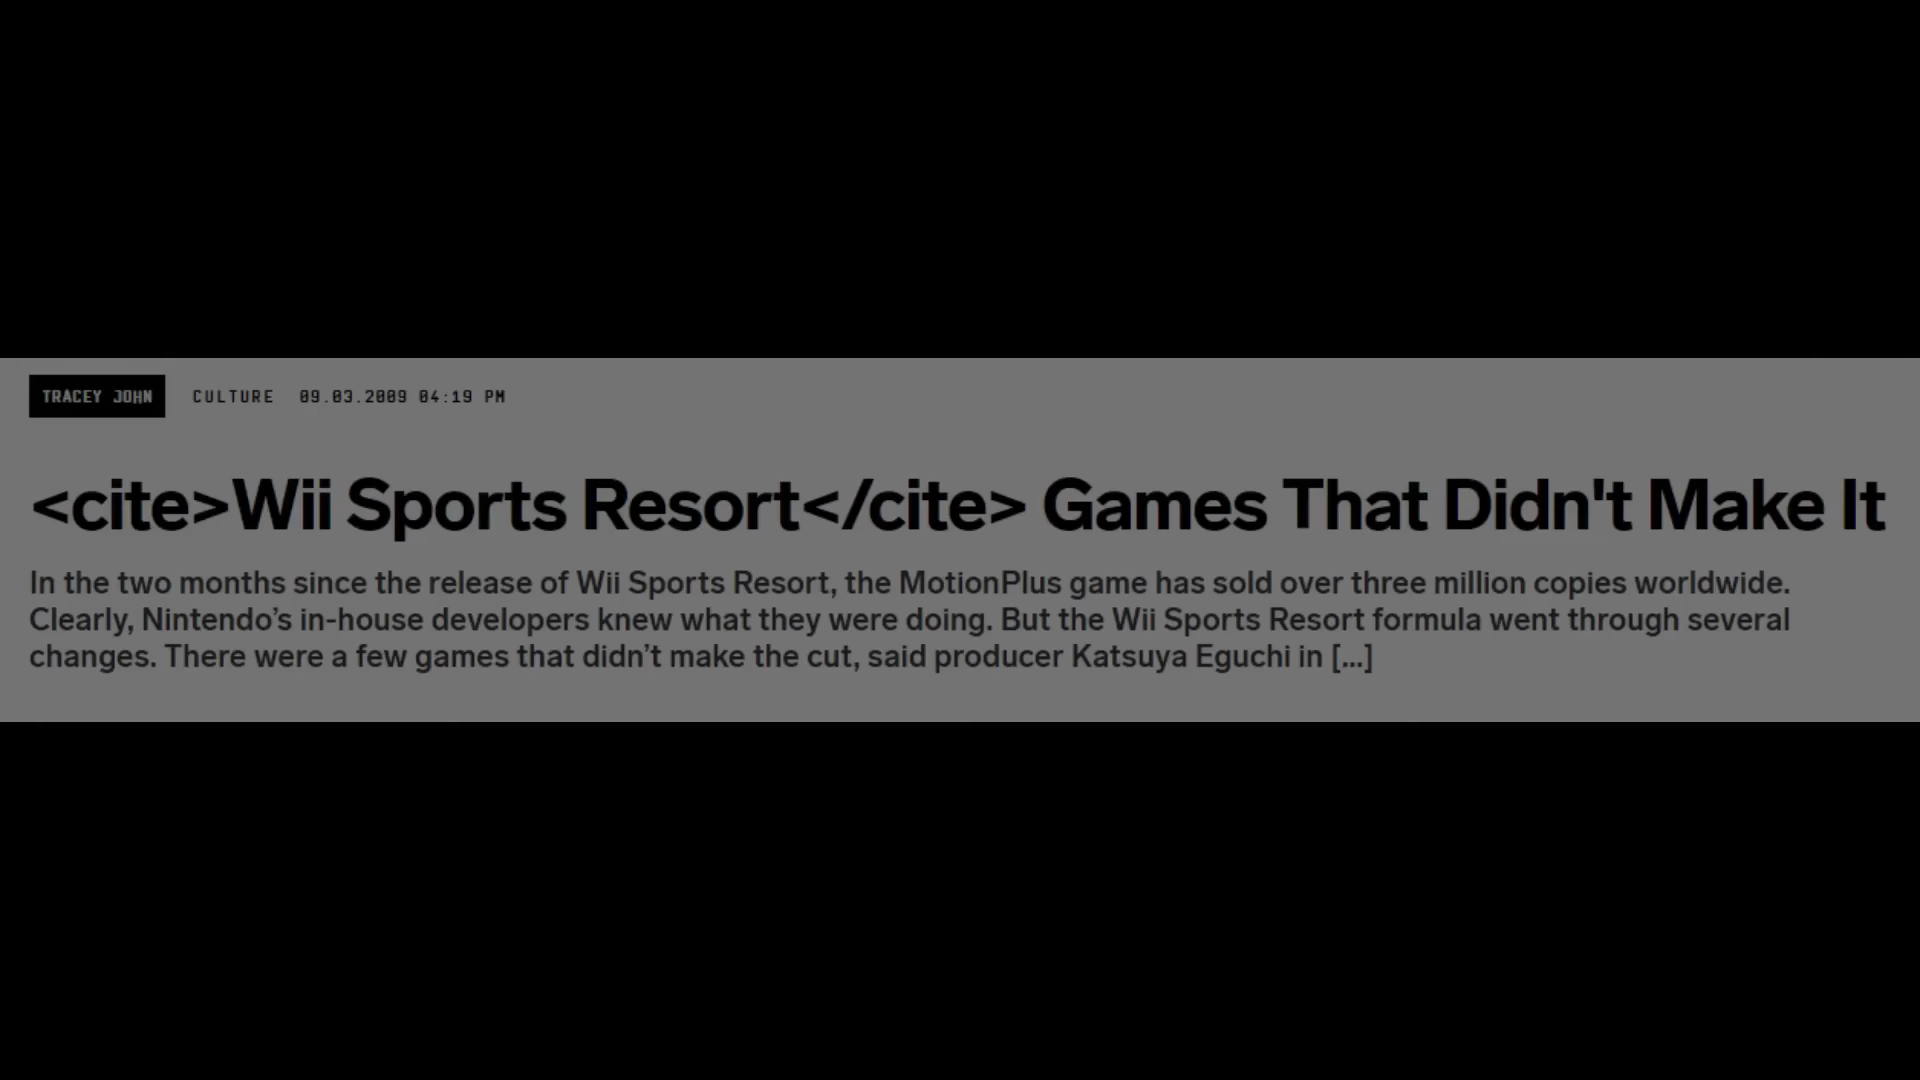 TRACEY JOHN CULTURE 09.03.2009 04:19 PM
<cite>Wii Sports Resort</cite> Games That Didn't Make It
In the two months since the release of Wii Sports Resort, the MotionPlus game has sold over three million copies worldwide.
Clearly, Nintendo’s in-house developers knew what they were doing. But the Wii Sports Resort formula went through several
changes. There were a few games that didn’t make the cut, said producer Katsuya Eguchi in [...]